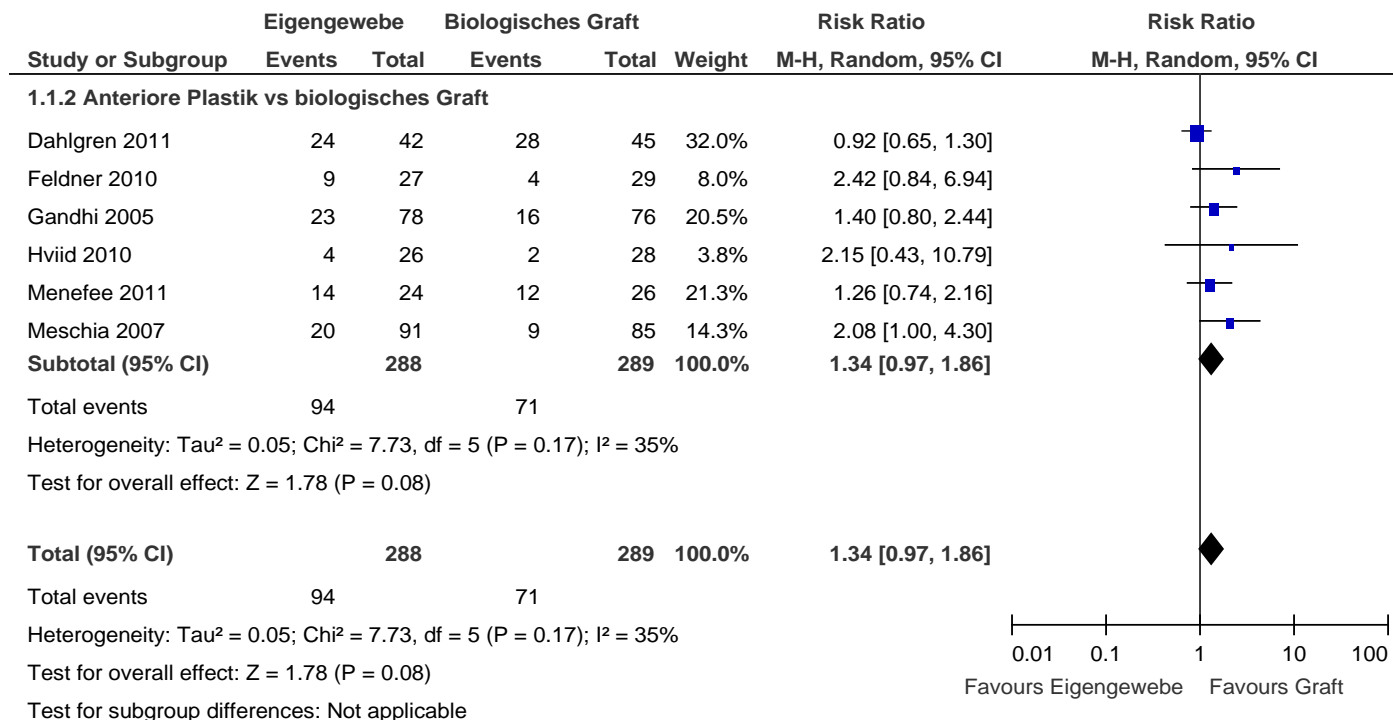 Eigengewebe Biologisches Graft Risk Ratio Risk Ratio
Study or Subgroup Events Total Events Total Weight M-H, Random, 95% CI M-H, Random, 95% CI
1.1.2 Anteriore Plastik vs biologisches Graft
Dahlgren 2011 24 42 28 45 32.0% 0.92 [0.65, 1.30]
Feldner 2010 9 27 4 29 8.0% 2.42 [0.84, 6.94]
Gandhi 2005 23 78 16 76 20.5% 1.40 [0.80, 2.44]
Hviid 2010 4 26 2 28 3.8% 2.15 [0.43, 10.79]
Menefee 2011 14 24 12 26 21.3% 1.26 [0.74, 2.16]
Meschia 2007 20 91 9 85 14.3% 2.08 [1.00, 4.30]
Subtotal (95% CI) 288 289 100.0% 1.34 [0.97, 1.86]
Total events 94 71
Heterogeneity: Tau² = 0.05; Chi² = 7.73, df = 5 (P = 0.17); I² = 35%
Test for overall effect: Z = 1.78 (P = 0.08)
Total (95% CI) 288 289 100.0% 1.34 [0.97, 1.86]
Total events 94 71
Heterogeneity: Tau² = 0.05; Chi² = 7.73, df = 5 (P = 0.17); I² = 35%
Test for overall effect: Z = 1.78 (P = 0.08)
Test for subgroup differences: Not applicable
0.01 0.1 1 10 100
Favours Eigengewebe Favours Graft